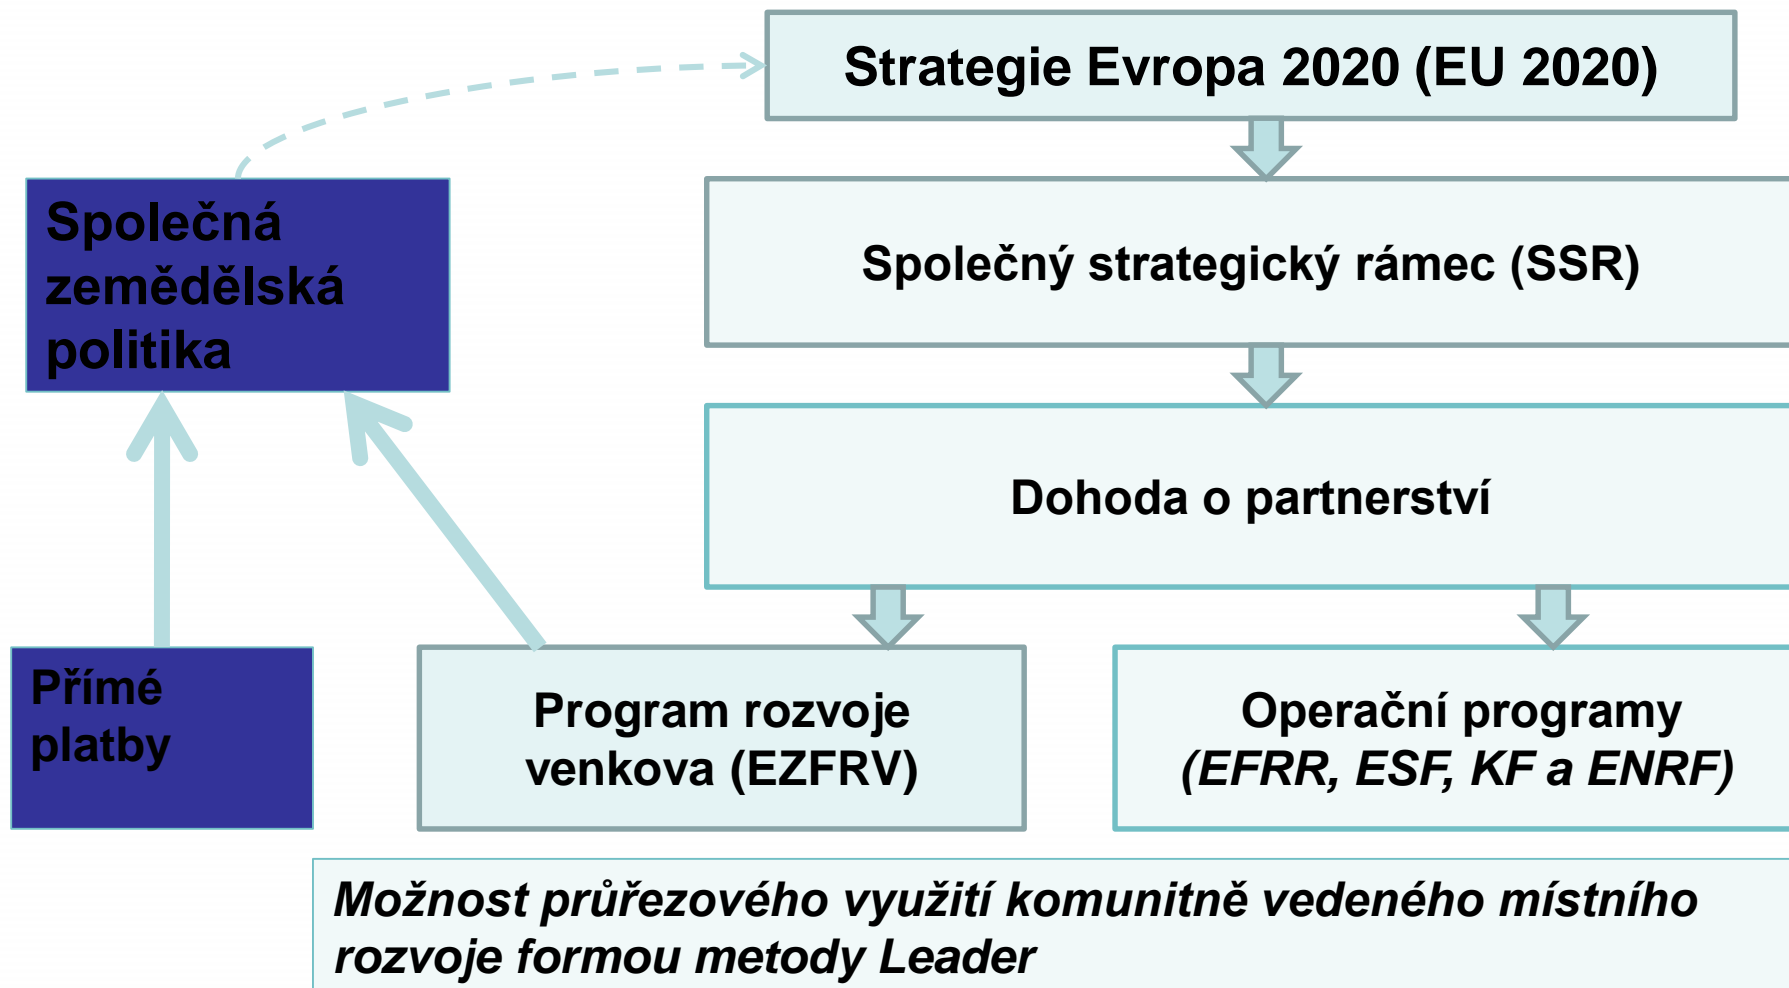 Strategie Evropa 2020 (EU 2020)
Společná
zemědělská
politika
Společný strategický rámec (SSR)
Dohoda o partnerství
Přímé
platby
Program rozvoje
venkova (EZFRV)
Operační programy
(EFRR, ESF, KF a ENRF)
Možnost průřezového využití komunitně vedeného místního
rozvoje formou metody Leader